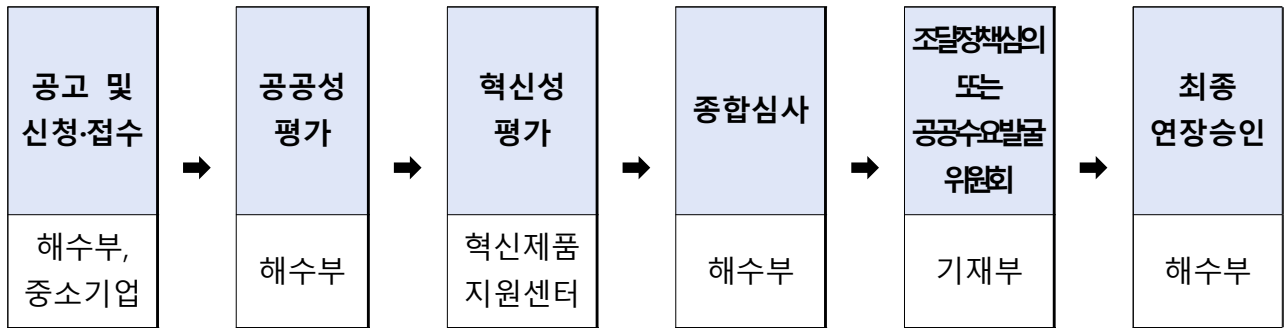 공고 및
신청·접수
해수부,
중소기업
공공성
평가
해수부
혁신성
평가
혁신제품
지원센터
종합심사
해수부
조달정책심의
또는
공공수요발굴
위원회
기재부
최종
연장승인
해수부